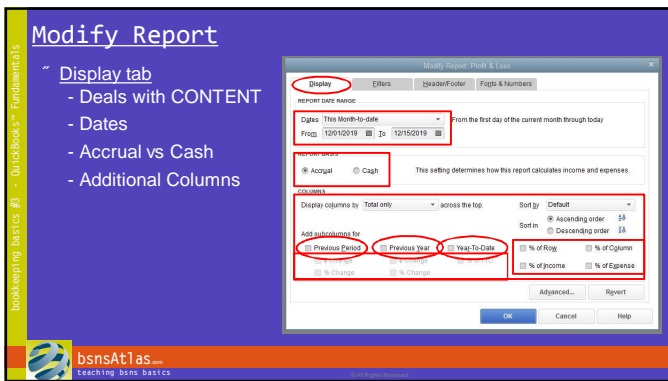 Modify Report
˝ Display tab
- Deals with CONTENT
- Dates
- Accrual vs Cash
- Additional Columns
bookkeeping basics #3 - QuickBooks™ Fundamentals
Modify Report: Profit & Loss
Display Filters Header/Footer Fonts & Numbers
REPORT DATE RANGE
Dates This Month-to-date From the first day of the current month through today
From 12/01/2019 To 12/15/2019
REPORT BASIS
Accrual Cash This setting determines how this report calculates income and expenses.
COLUMNS
Display columns by Total only across the top. Sort by Default
Sort in Ascending order
Descending order
Add subcolumns for
Previous Period Previous Year Year-To-Date % of Row % of Column
$ Change $ Change % of YTD % of Income % of Expense
% Change % Change
Advanced... Revert
OK Cancel Help
bsnsAtlas.com
teaching bsns basics
© All Rights Reserved